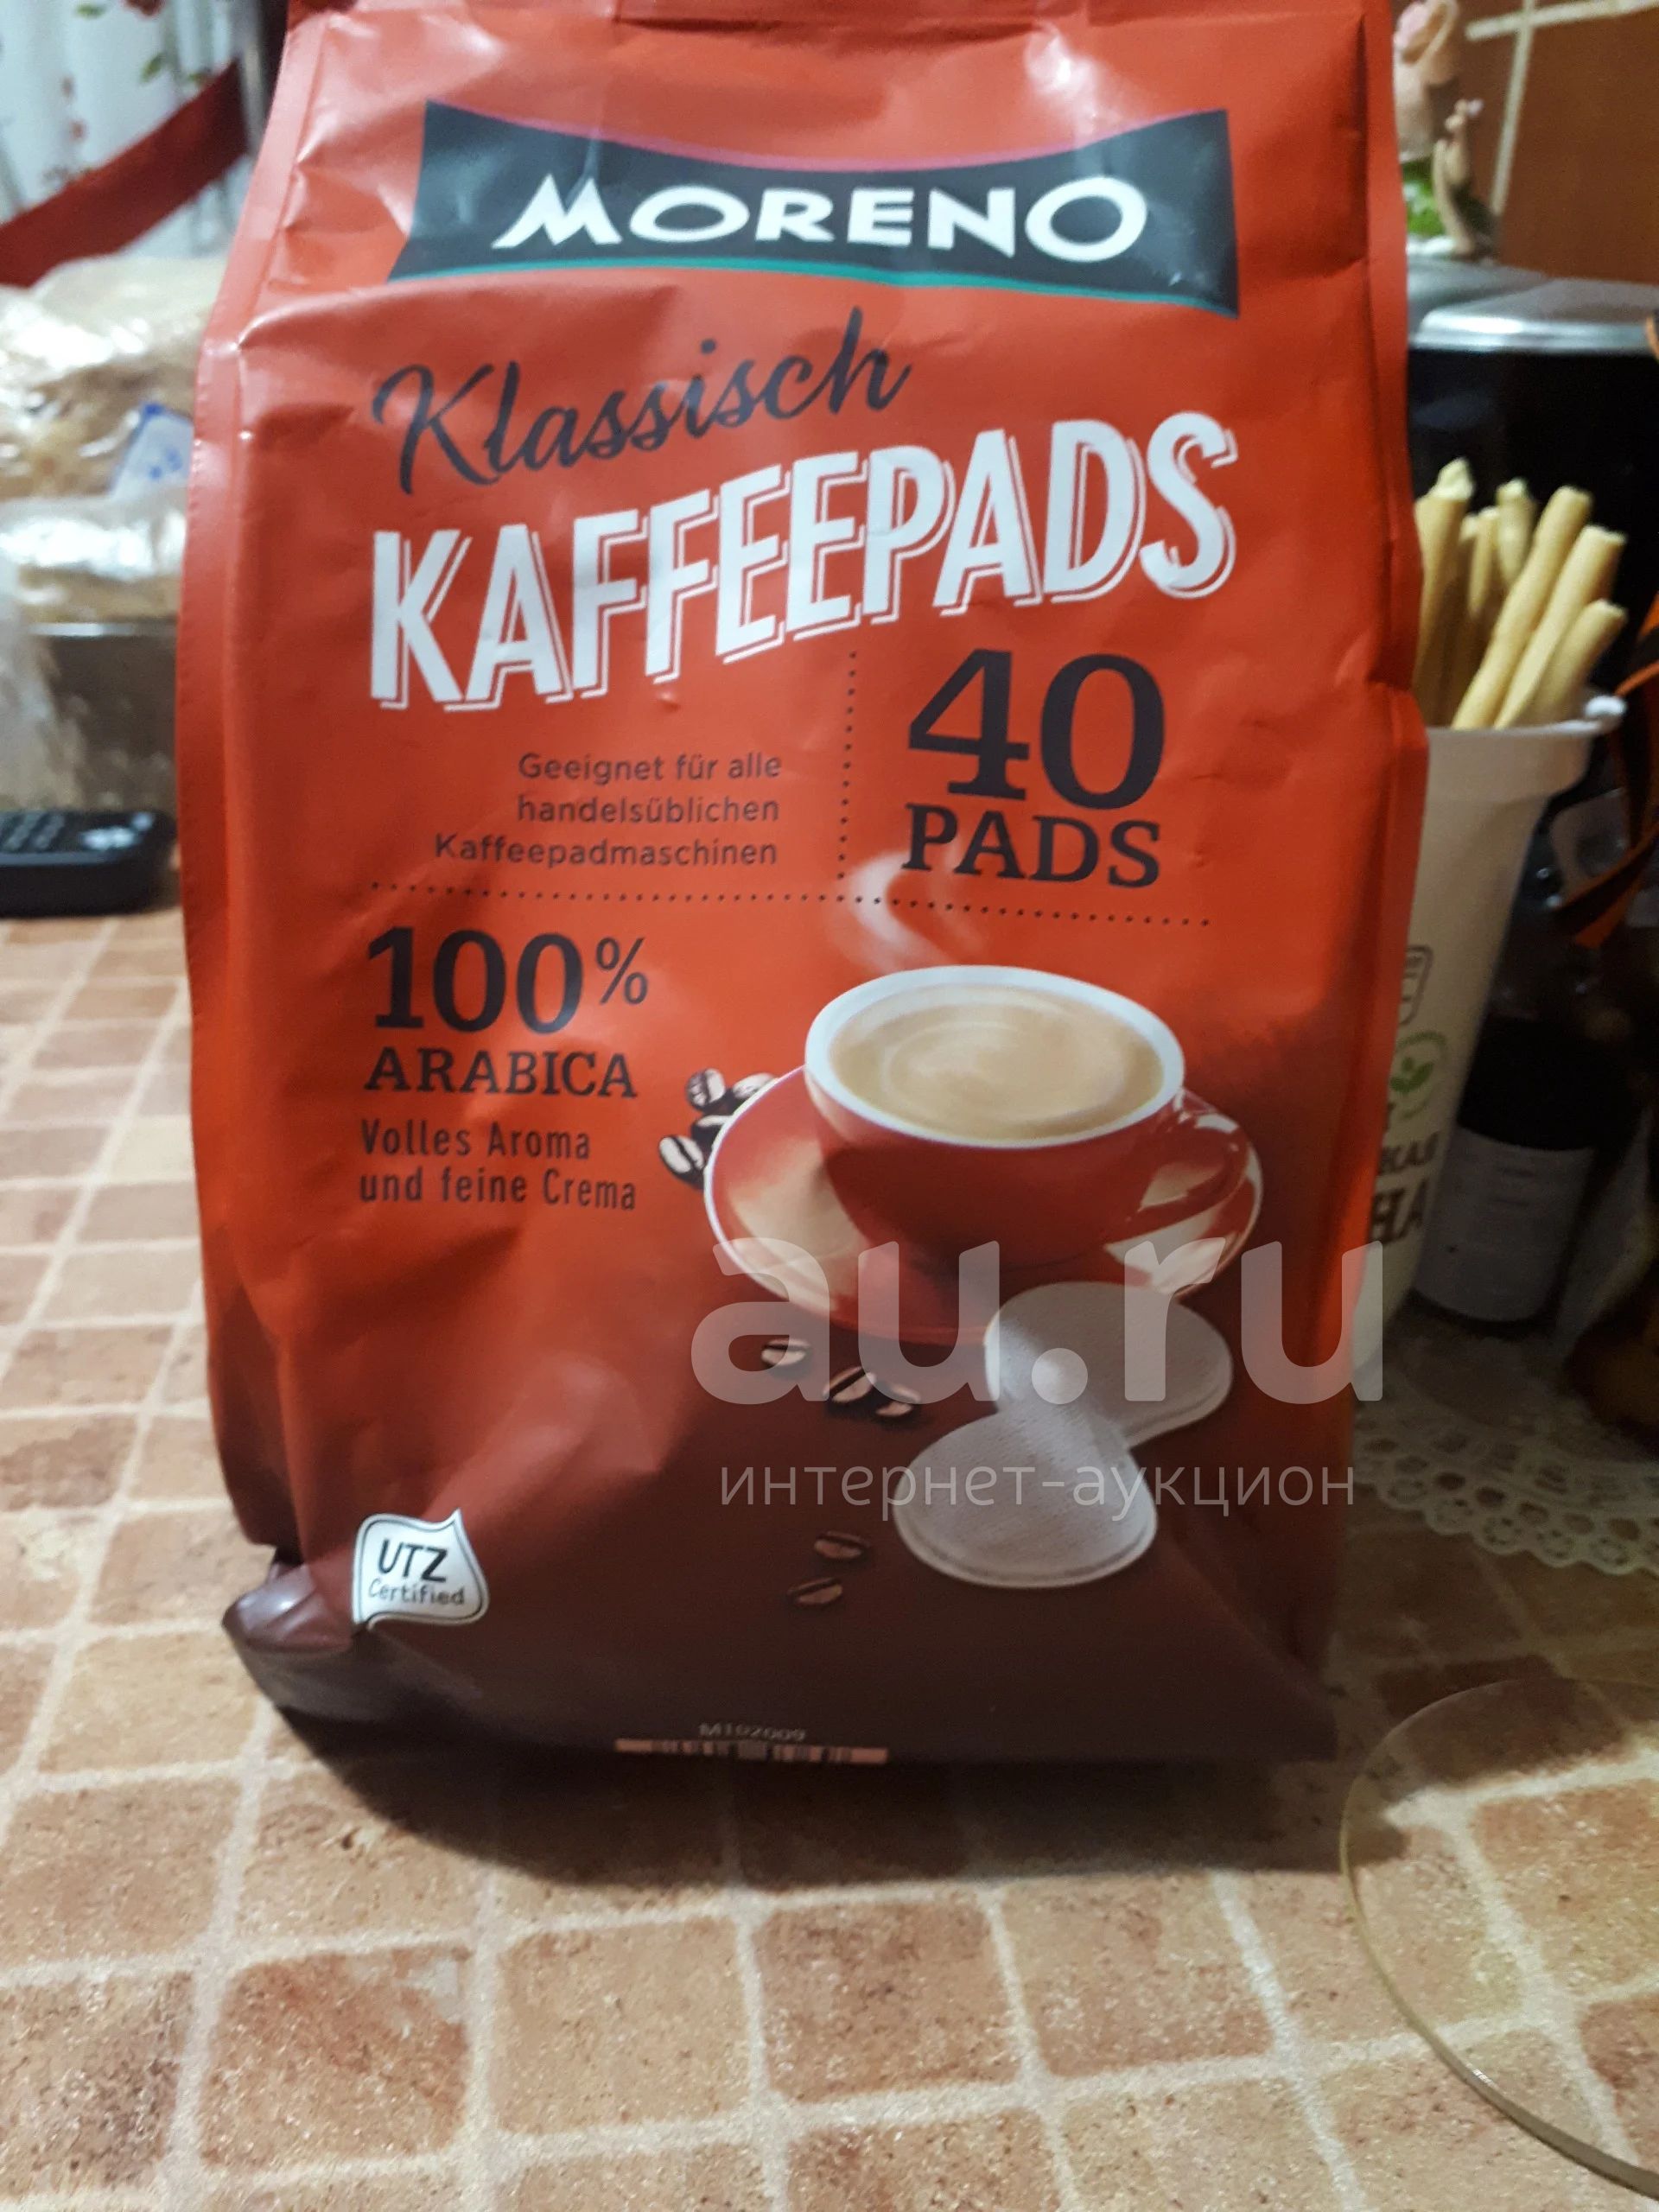 MORENO
Klassisch
KAFFEEPADS
Geeignet für alle
handelsüblichen
Kaffeepadmaschinen
40
PADS
100%
ARABICA
Volles Aroma
und feine Crema
au.ru
интернет-аукцион
UTZ
Certified
M102009